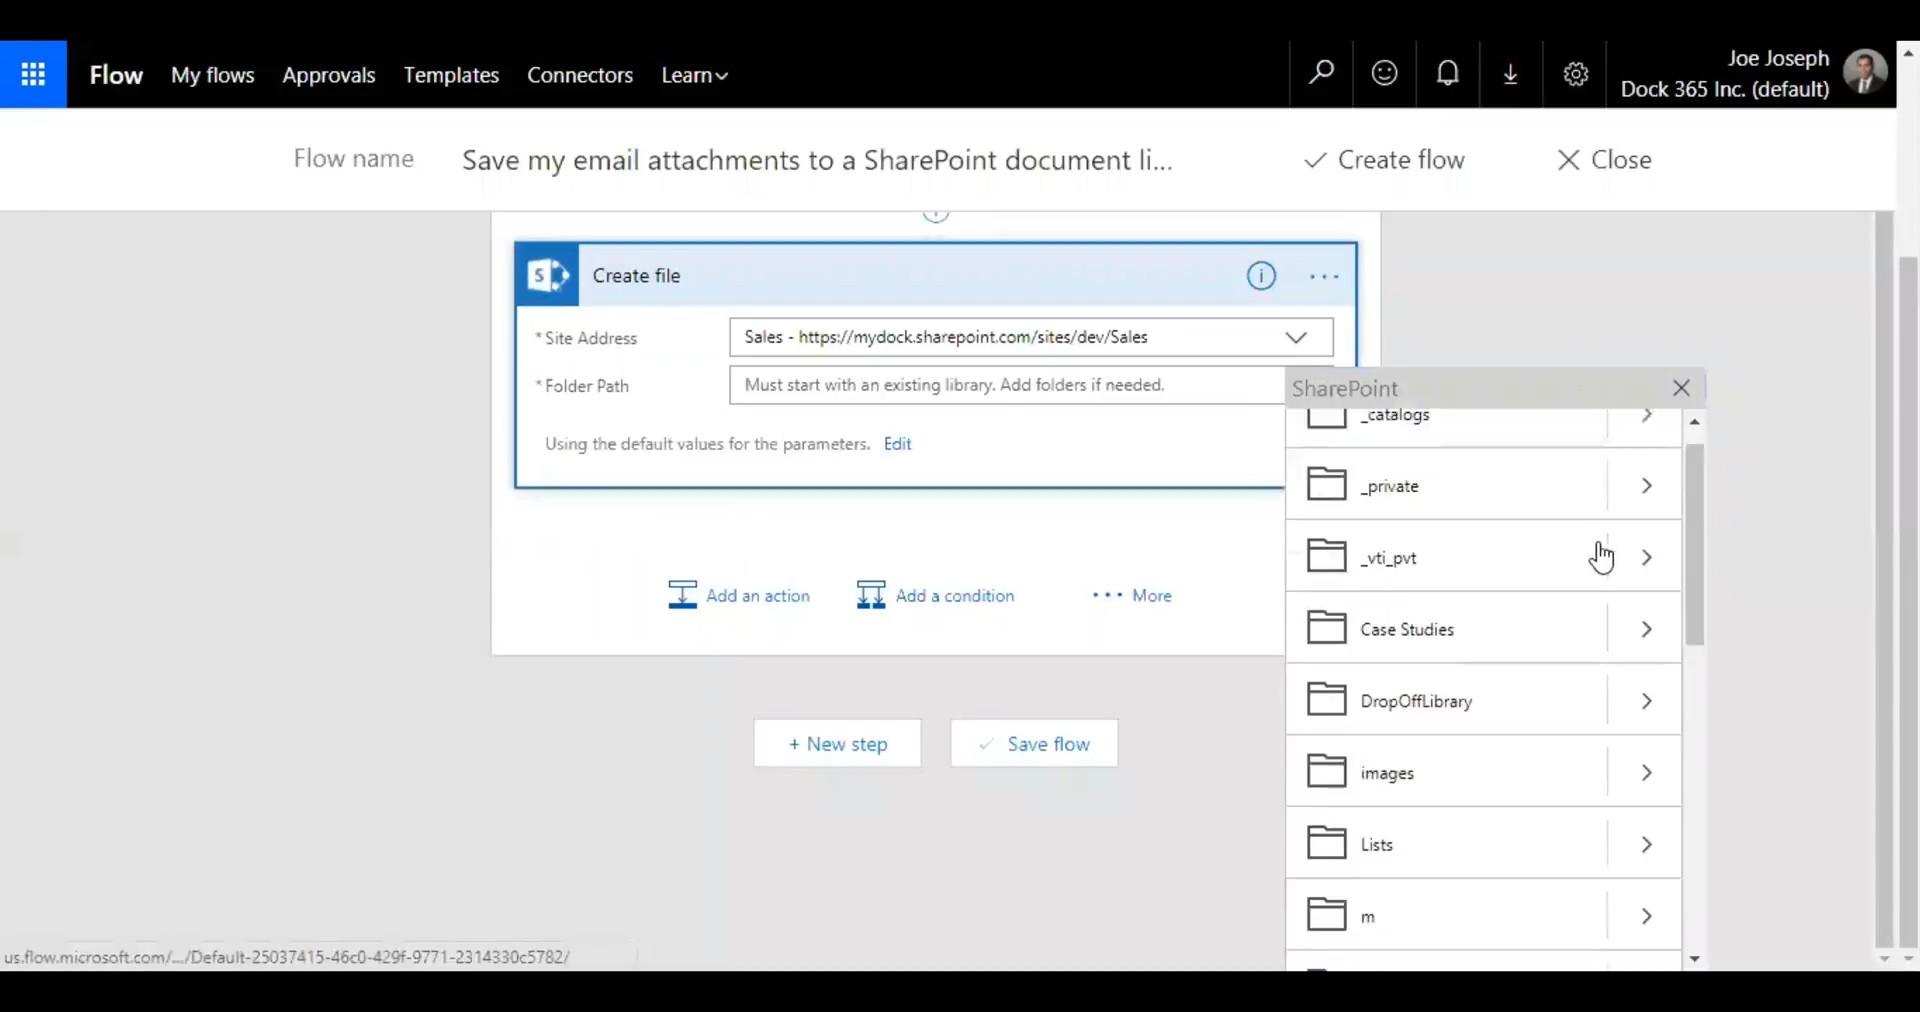 Flow My flows Approvals Templates Connectors Learn
Joe Joseph
Dock 365 Inc. (default)
Flow name Save my email attachments to a SharePoint document li... Create flow Close
S Create file
* Site Address Sales - https://mydock.sharepoint.com/sites/dev/Sales
* Folder Path Must start with an existing library. Add folders if needed.
Using the default values for the parameters. Edit
Add an action Add a condition ... More
+ New step Save flow
SharePoint
_catalogs
_private
_vti_pvt
Case Studies
DropOffLibrary
images
Lists
m
us.flow.microsoft.com/.../Default-25037415-46c0-429f-9771-2314330c5782/